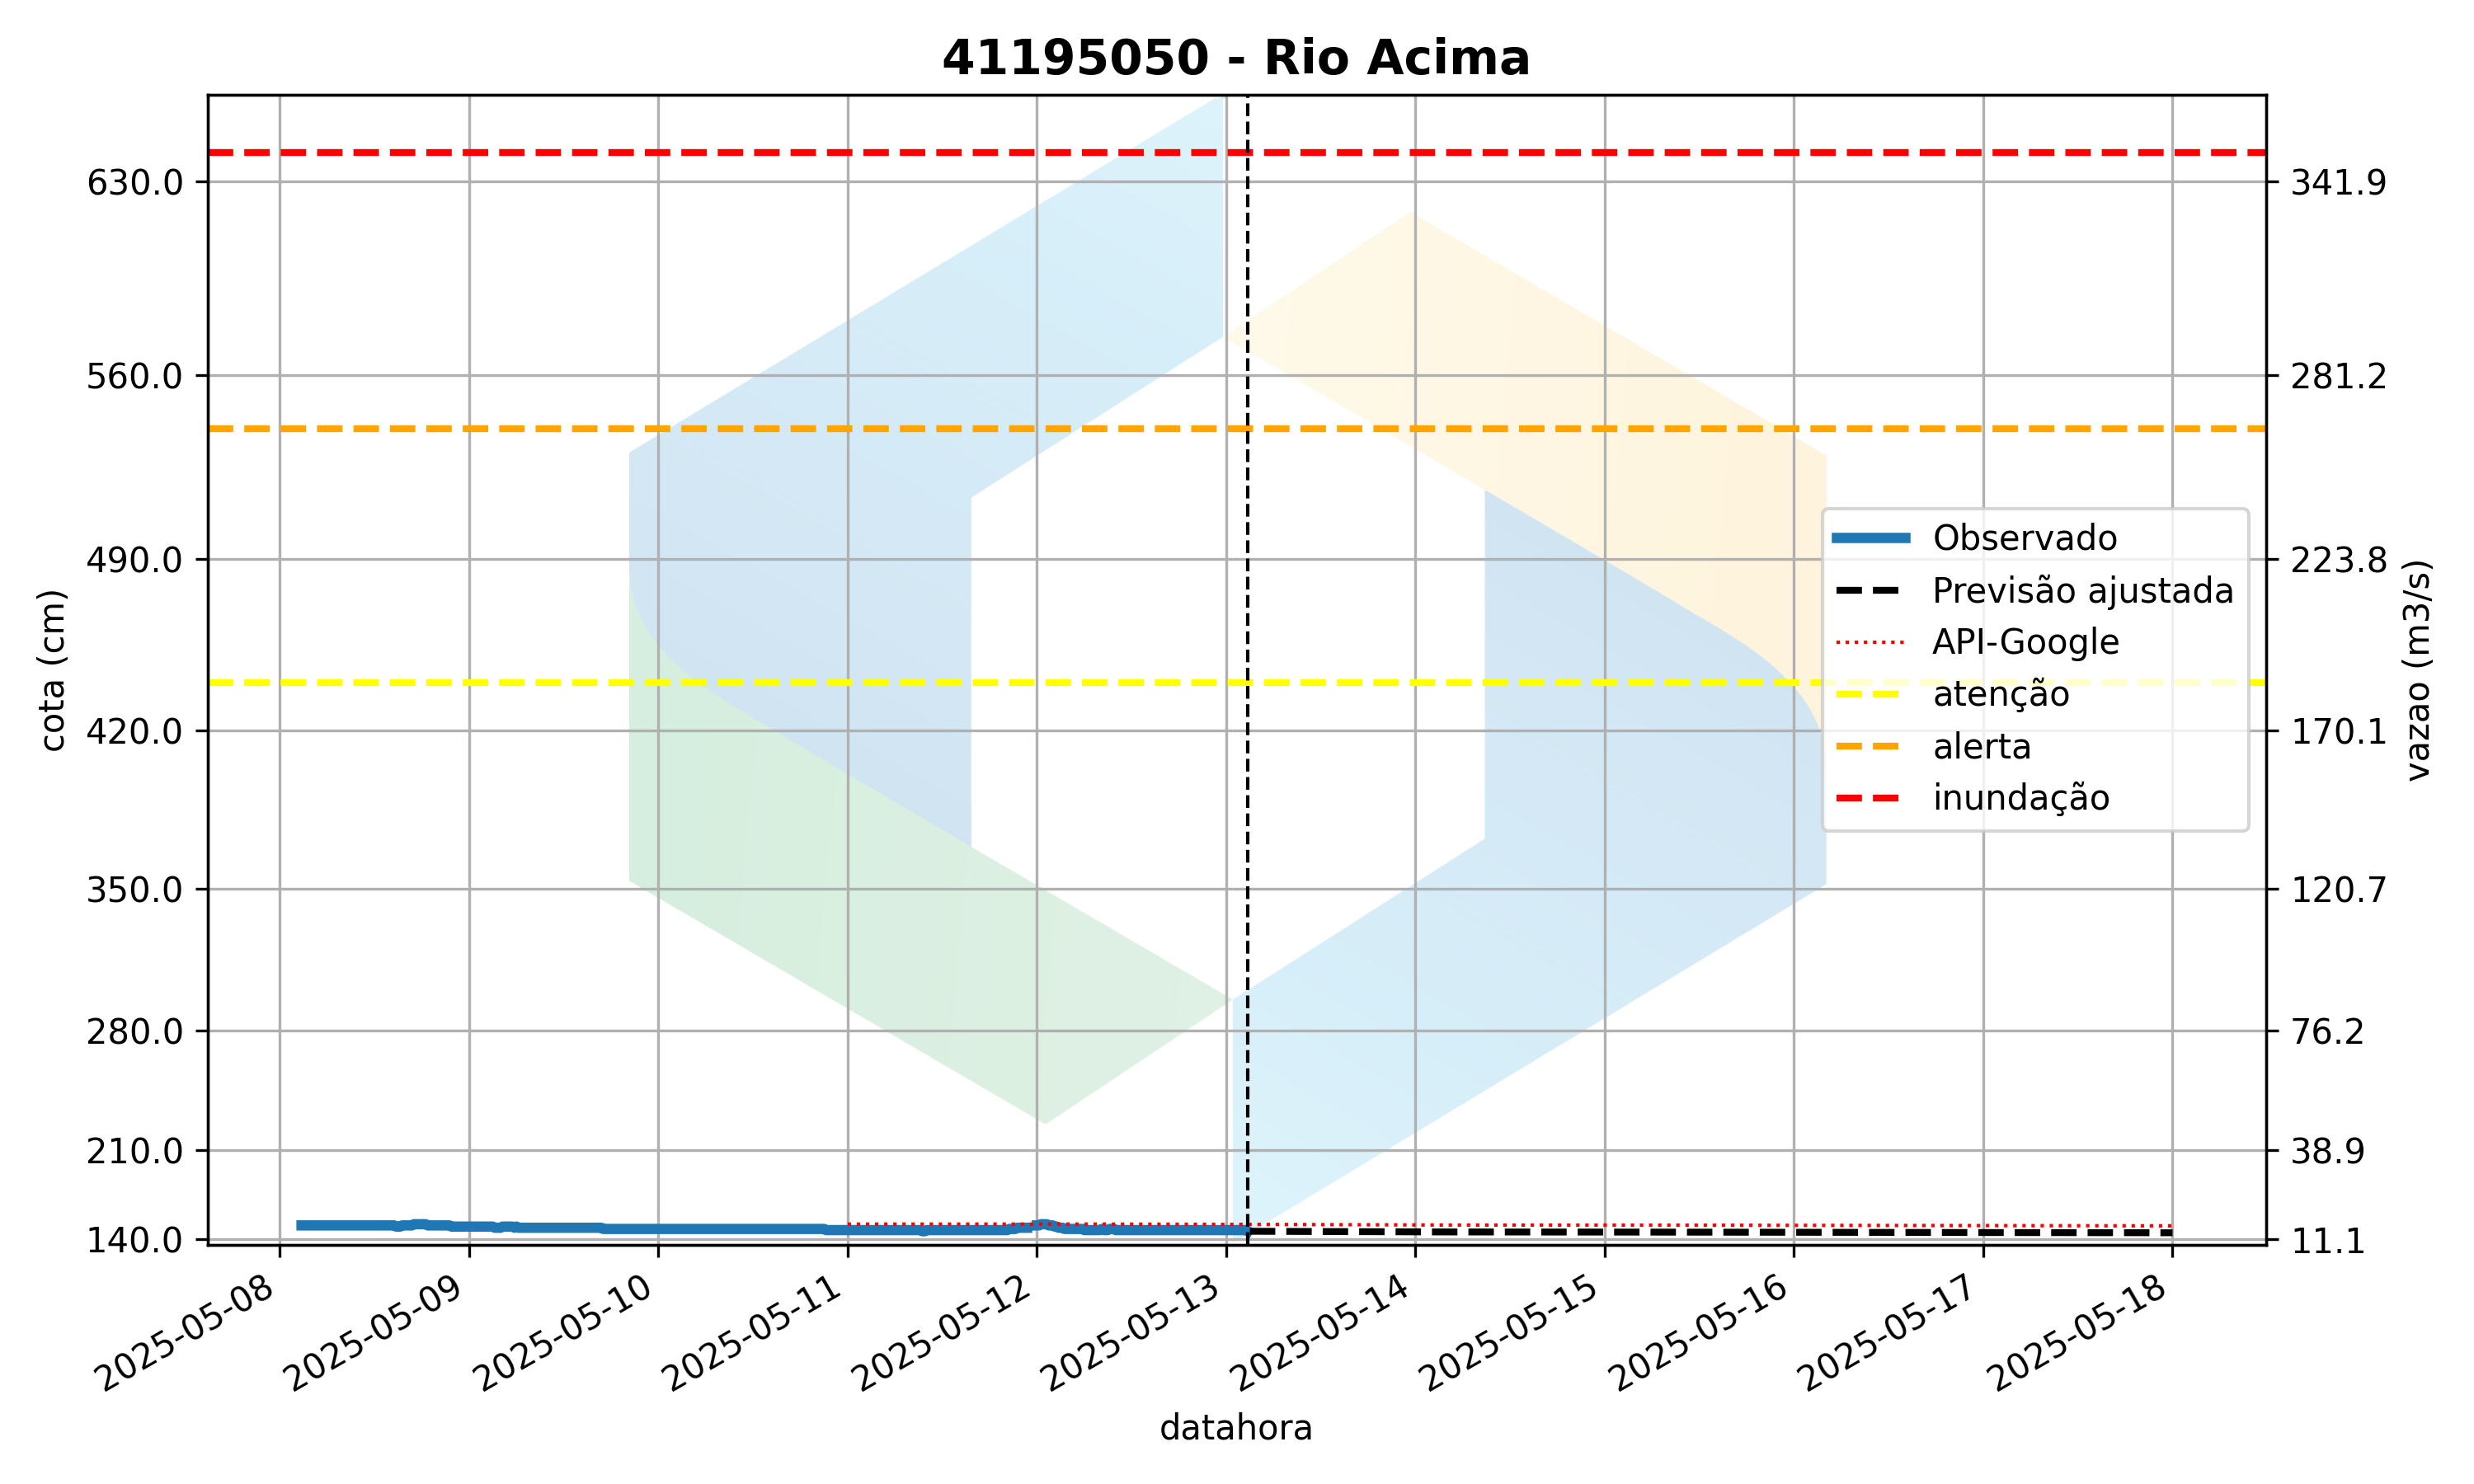 41195050 - Rio Acima
630.0
560.0
490.0
420.0
350.0
280.0
210.0
140.0
cota (cm)
341.9
281.2
223.8
170.1
120.7
76.2
38.9
11.1
vazao (m3/s)
Observado
Previsão ajustada
API-Google
atenção
alerta
inundação
2025-05-08
2025-05-09
2025-05-10
2025-05-11
2025-05-12
2025-05-13
2025-05-14
2025-05-15
2025-05-16
2025-05-17
2025-05-18
datahora